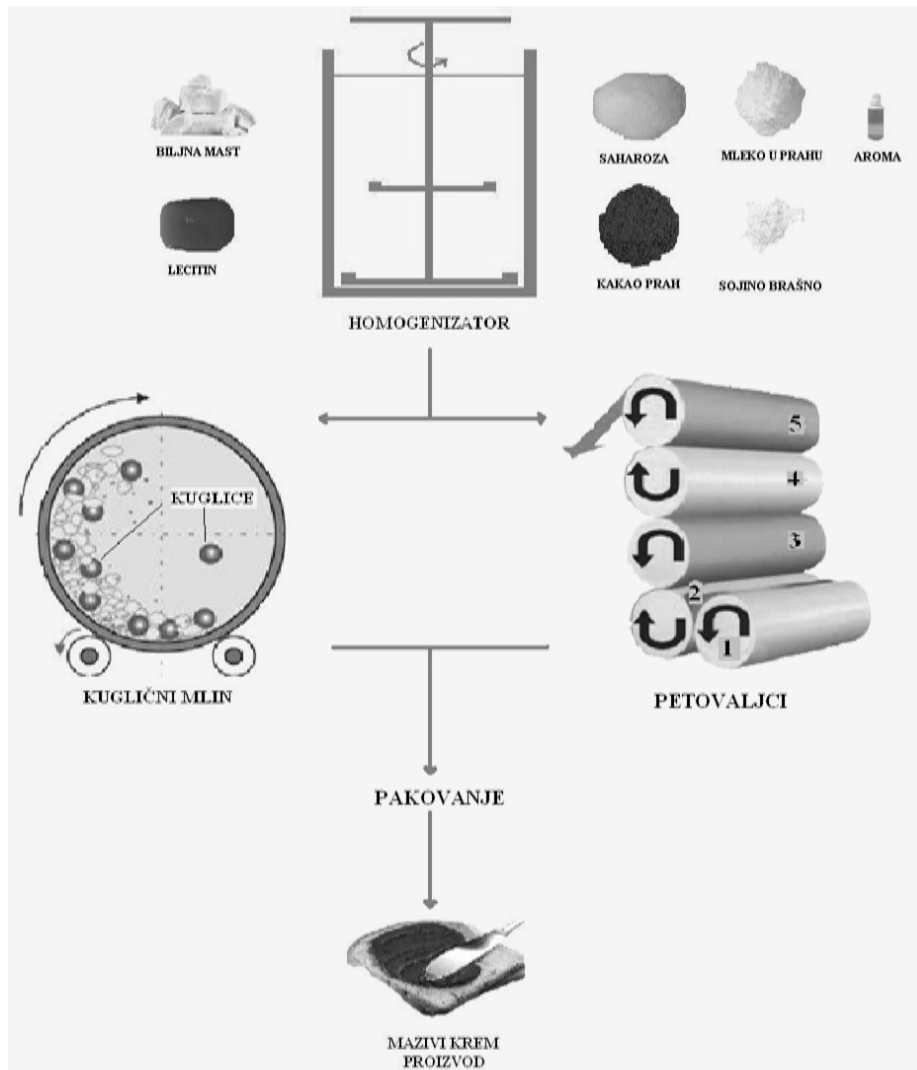 BILJNA MAST
LECITIN
SAHAROZA
MLEKO U PRAHU
AROMA
KAKAO PRAH
SOJINO BRAŠNO
HOMOGENIZATOR
KUGLICE
KUGLIČNI MLIN
5
4
3
2
1
PETOVALJCI
PAKOVANJE
MAZIVI KREM
PROIZVOD